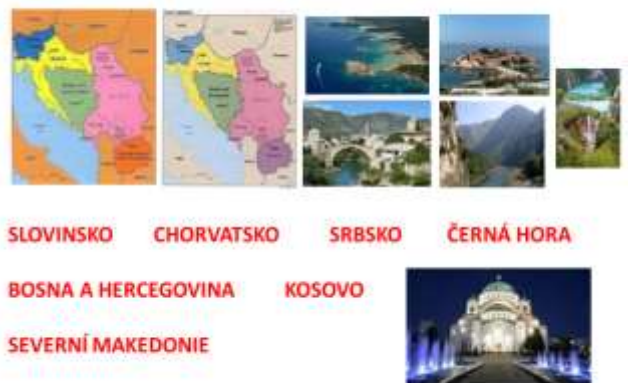 SLOVINSKO CHORVATSKO SRBSKO ČERNÁ HORA
BOSNA A HERCEGOVINA KOSOVO
SEVERNÍ MAKEDONIE